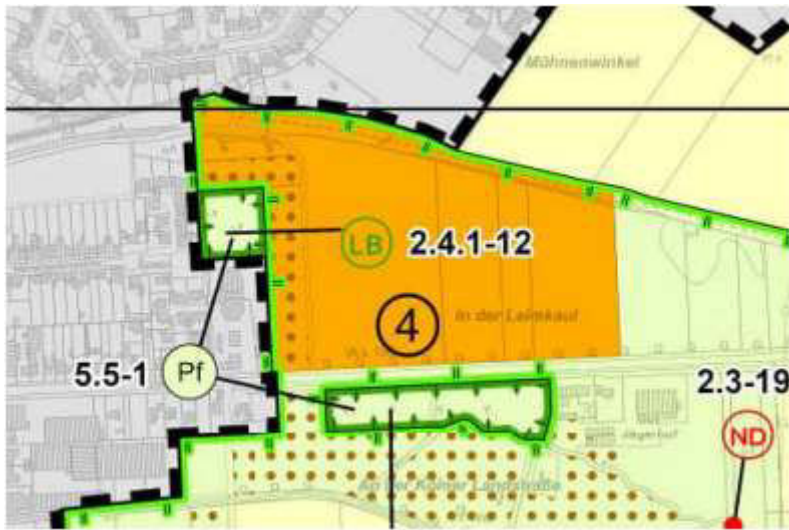 Mühnenwinkel
LB 2.4.1-12
4
In der Leimkaul
5.5-1 Pf
2.3-19
ND
Jägerhof
An der Kölner Landstraße